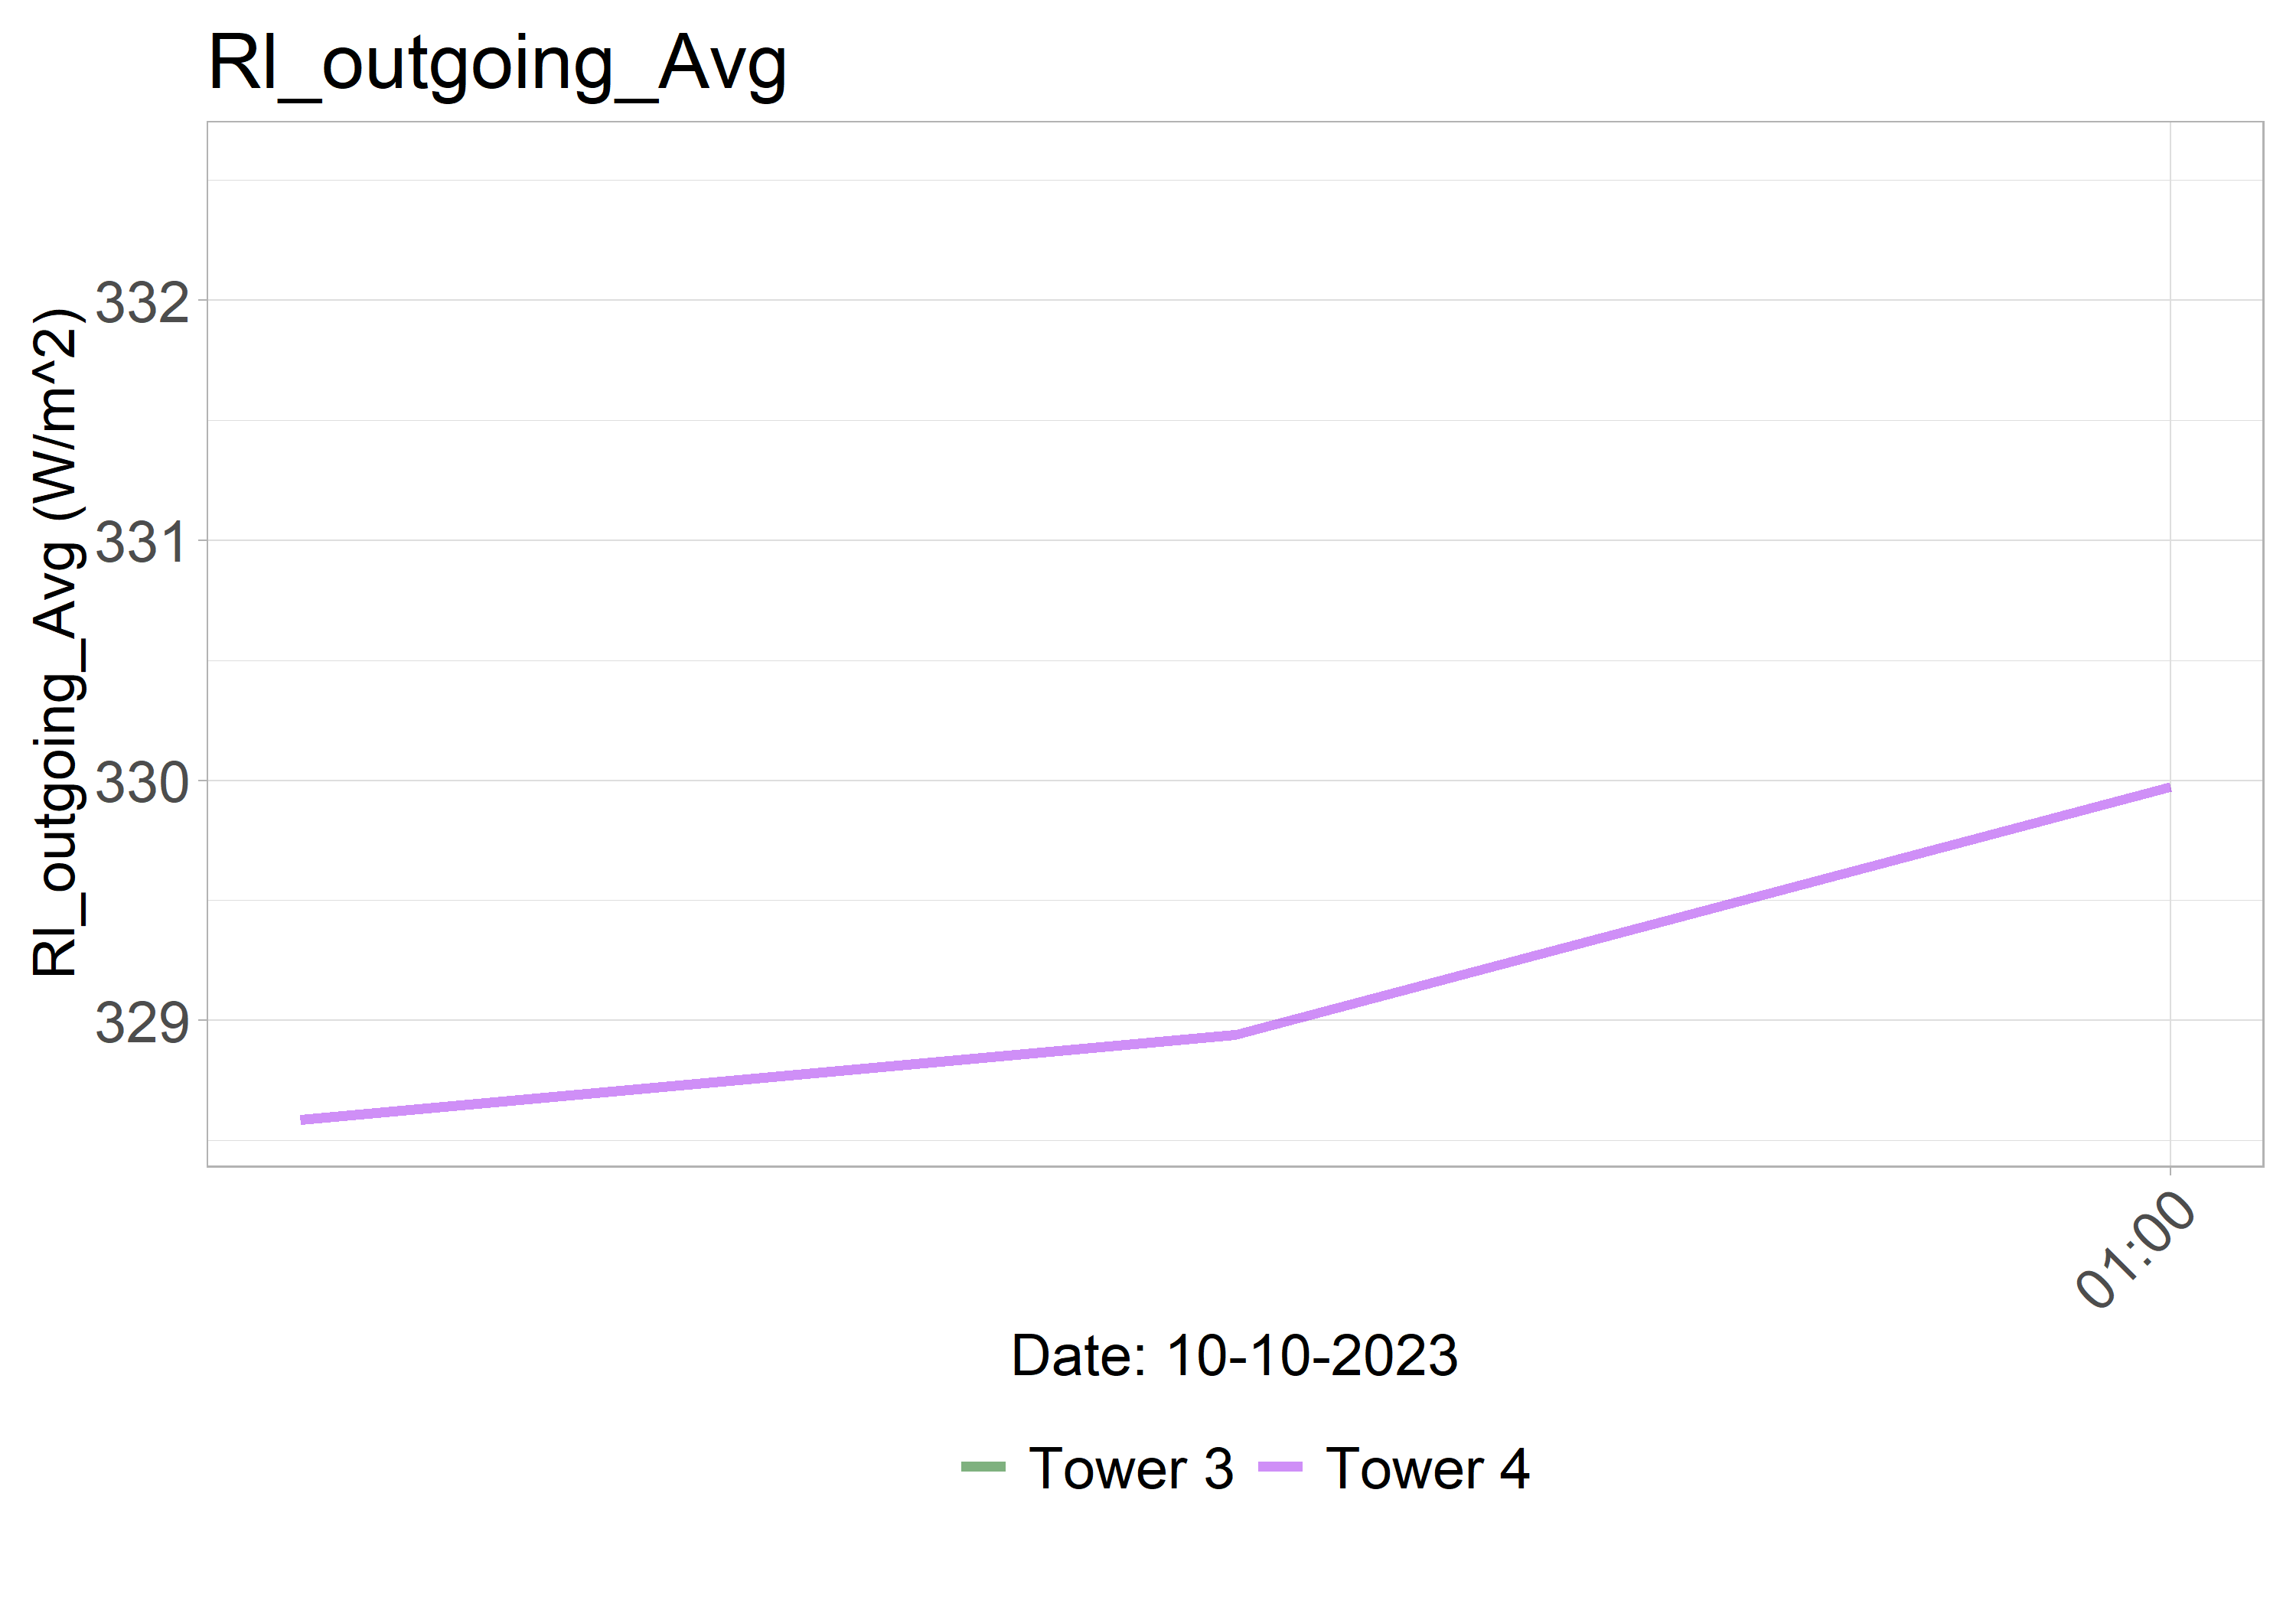 Rl_outgoing_Avg
Rl_outgoing_Avg (W/m^2)
332
331
330
329
01:00
Date: 10-10-2023
Tower 3 Tower 4